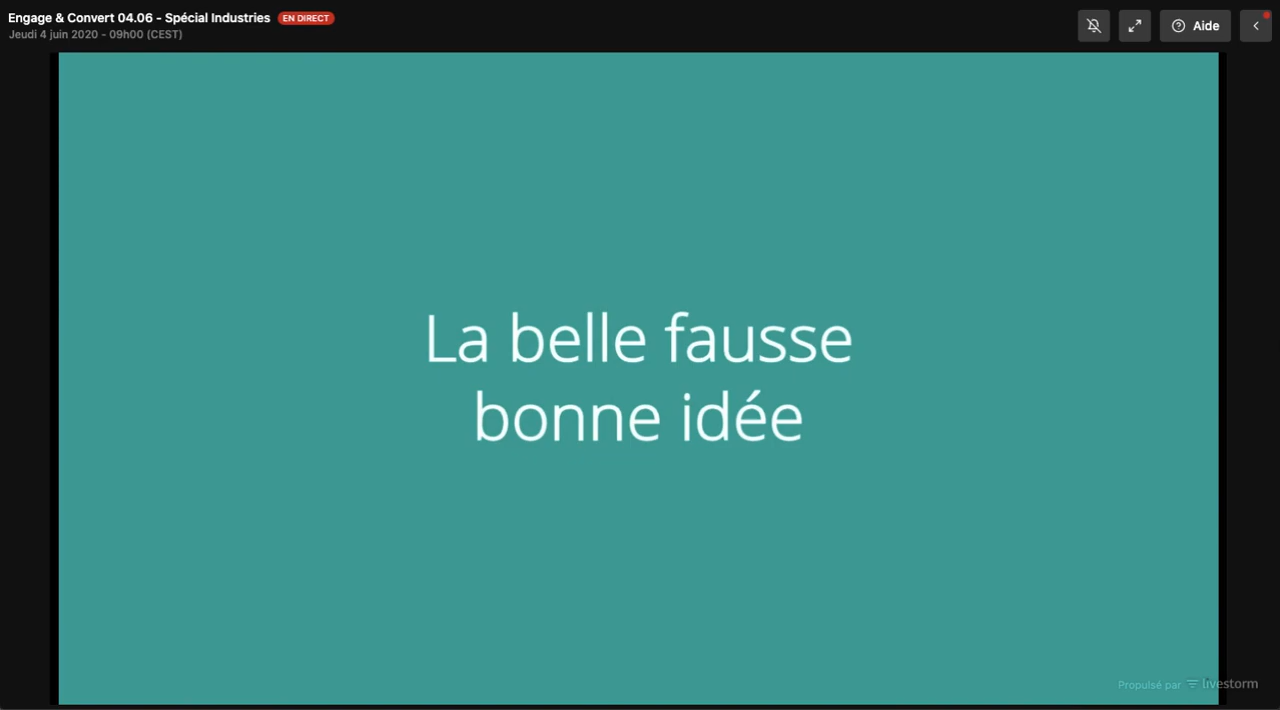 Engage & Convert 04.06 - Spécial Industries EN DIRECT
Jeudi 4 juin 2020 - 09h00 (CEST)
Aide
La belle fausse
bonne idée
Propulsé par livestorm